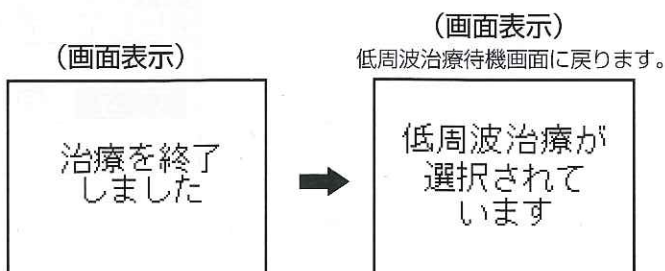 (画面表示)
治療を終了
しました
(画面表示)
低周波治療待機画面に戻ります。
低周波治療が
選択されて
います